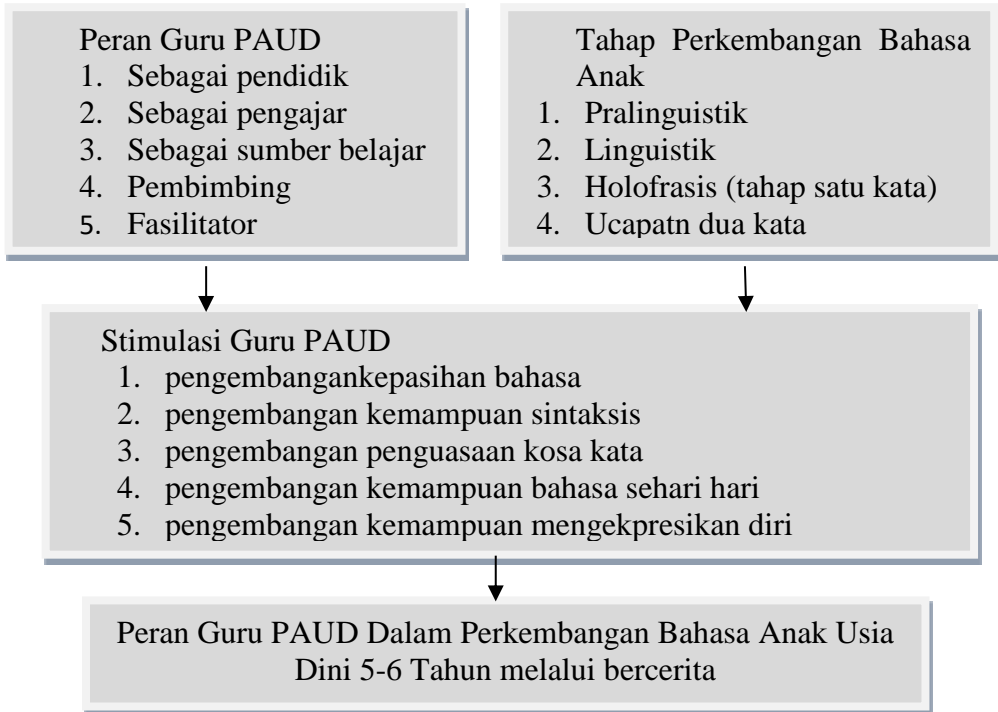 Peran Guru PAUD
1. Sebagai pendidik
2. Sebagai pengajar
3. Sebagai sumber belajar
4. Pembimbing
5. Fasilitator
Tahap Perkembangan Bahasa
Anak
1. Pralinguistik
2. Linguistik
3. Holofrasis (tahap satu kata)
4. Ucapatn dua kata
Stimulasi Guru PAUD
1. pengembangankepasihan bahasa
2. pengembangan kemampuan sintaksis
3. pengembangan penguasaan kosa kata
4. pengembangan kemampuan bahasa sehari hari
5. pengembangan kemampuan mengekpresikan diri
Peran Guru PAUD Dalam Perkembangan Bahasa Anak Usia
Dini 5-6 Tahun melalui bercerita